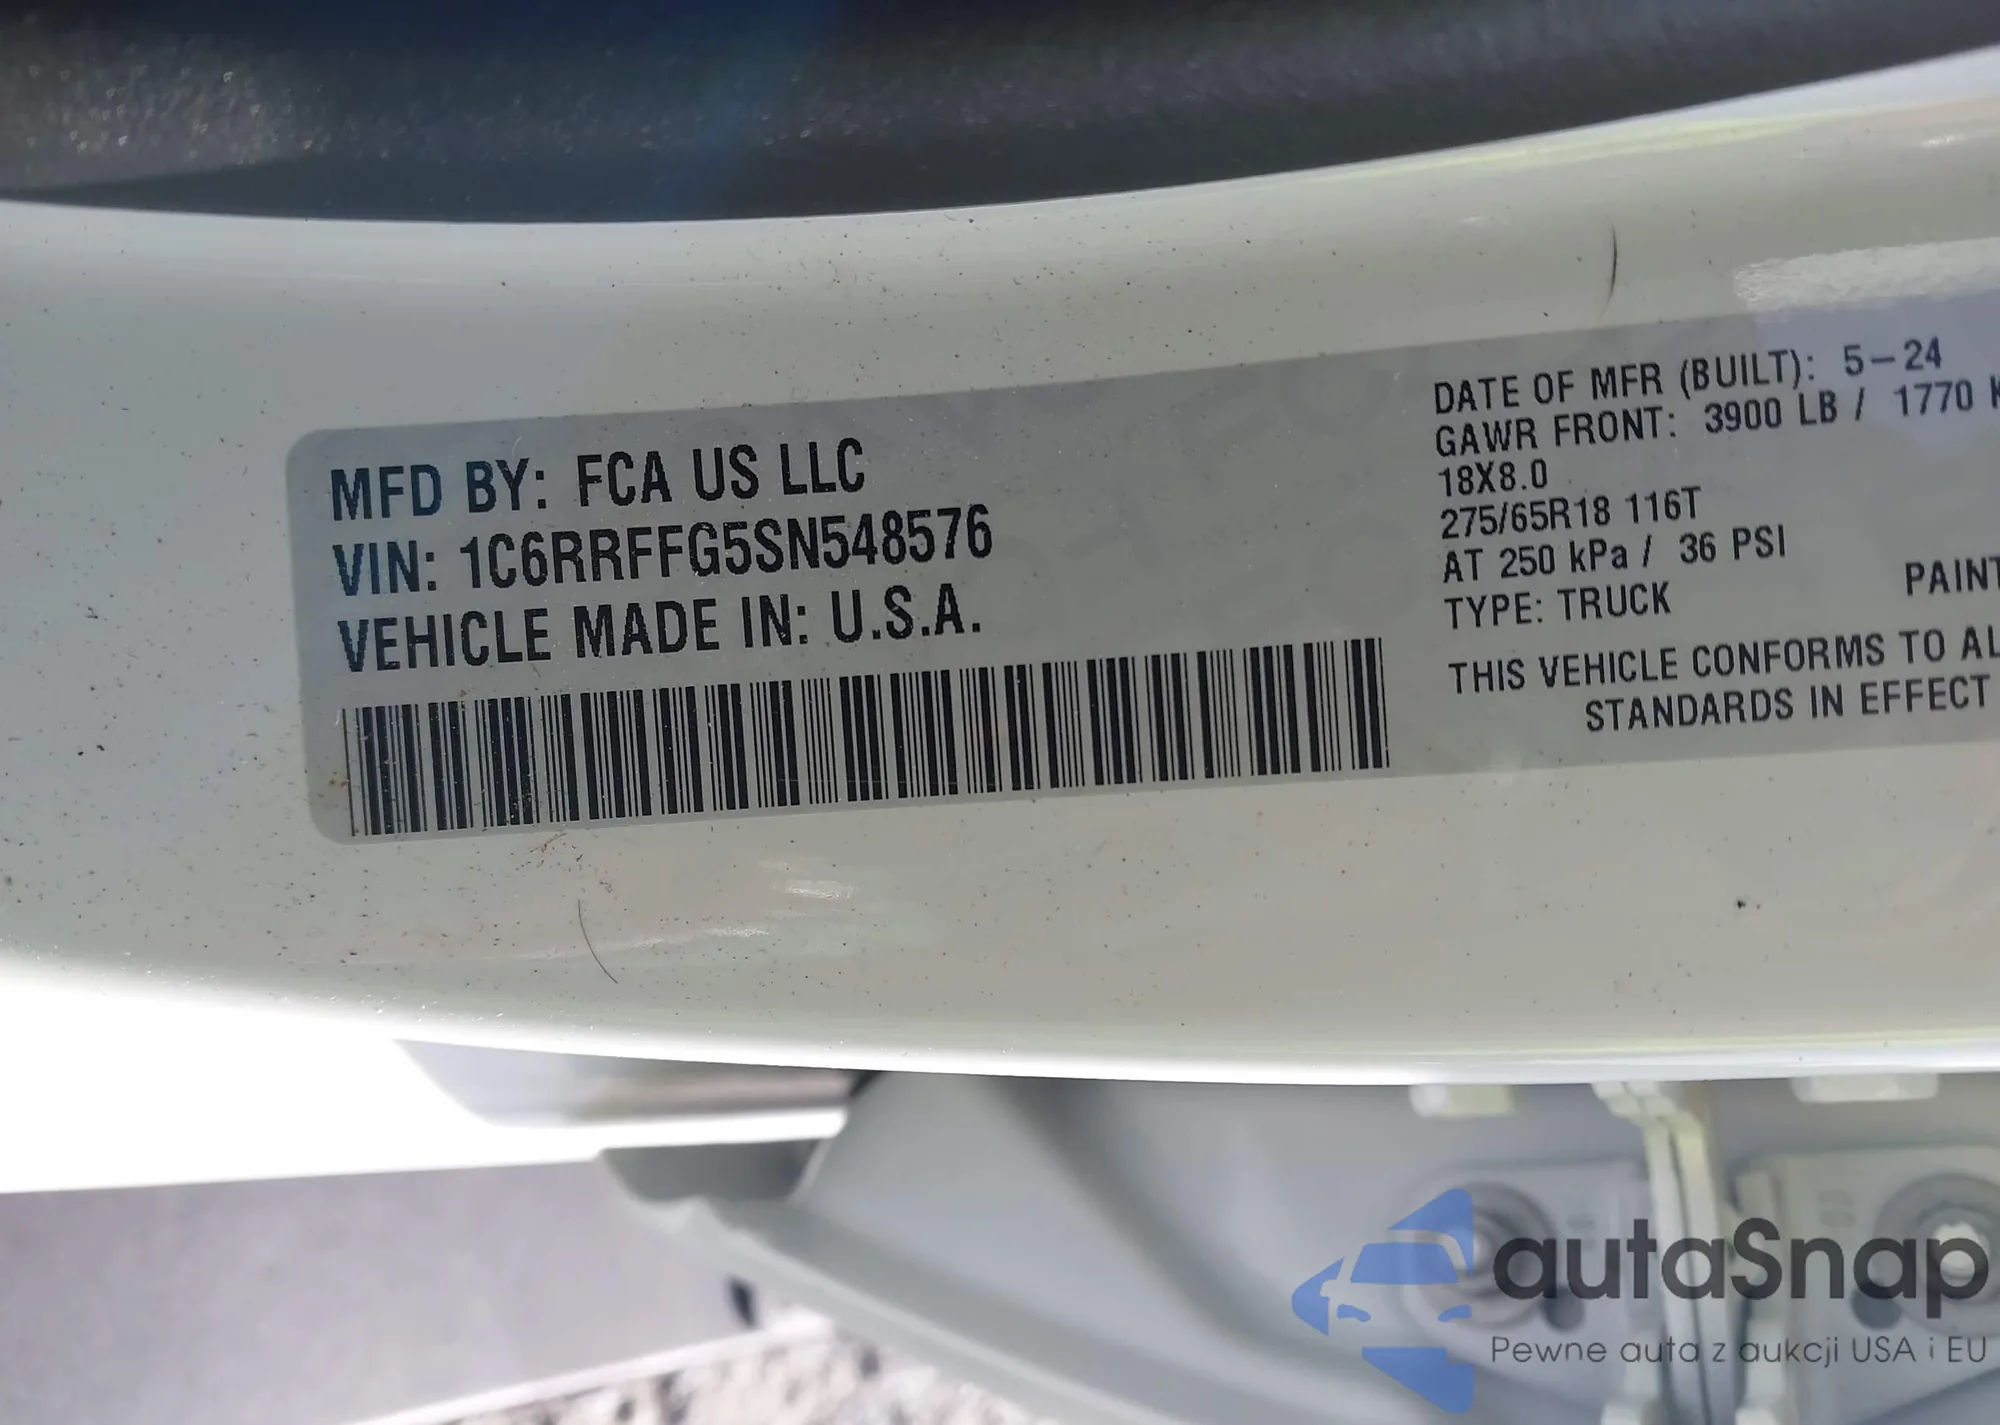 MFD BY: FCA US LLC
VIN: 1C6RRFFG5SN548576
VEHICLE MADE IN: U.S.A.
DATE OF MFR (BUILT): 5-24
GAWR FRONT: 3900 LB / 1770 K
18X8.0
275/65R18 116T
AT 250 kPa / 36 PSI
TYPE: TRUCK PAINT
THIS VEHICLE CONFORMS TO AL
STANDARDS IN EFFECT
autaSnap
Pewne auta z aukcji USA i EU